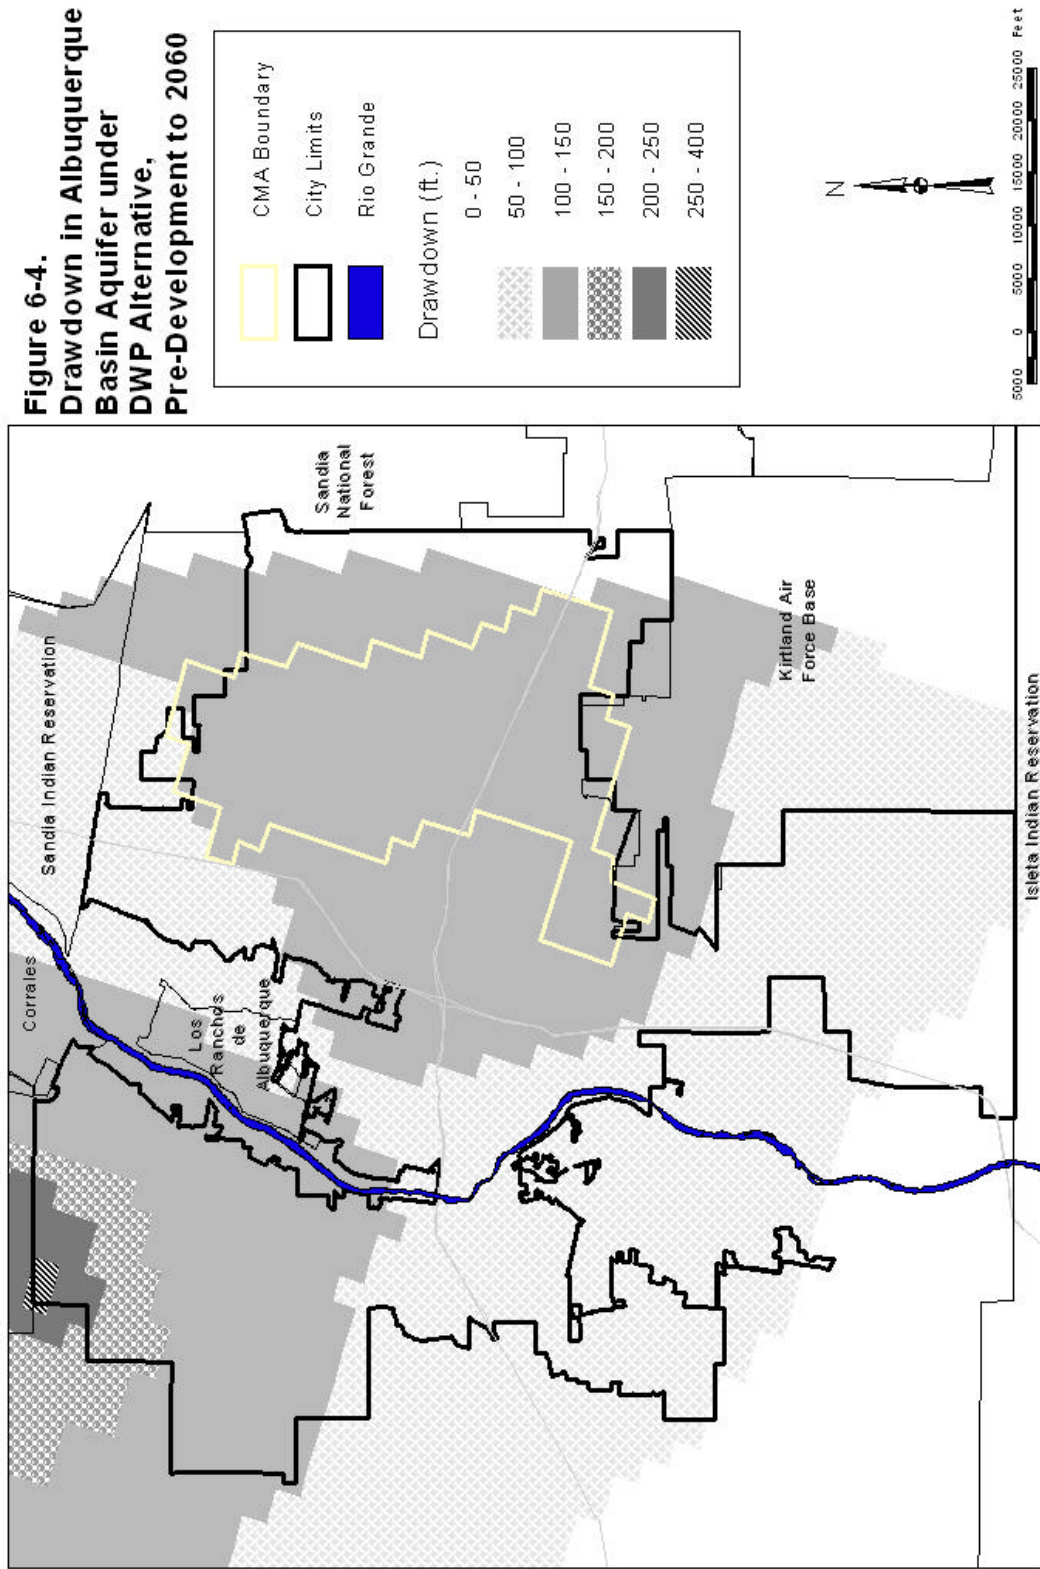 Figure 6-4.
Drawdown in Albuquerque
Basin Aquifer under
DWP Alternative,
Pre-Development to 2060
CMA Boundary
City Limits
Rio Grande
Drawdown (ft.)
0 - 50
50 - 100
100 - 150
150 - 200
200 - 250
250 - 400
N
5000 0 5000 10000 15000 20000 25000 Feet
Corrales
Sandia Indian Reservation
Los
Ranchos
de
Albuquerque
Sandia
National
Forest
Kirtland Air
Force Base
Isleta Indian Reservation